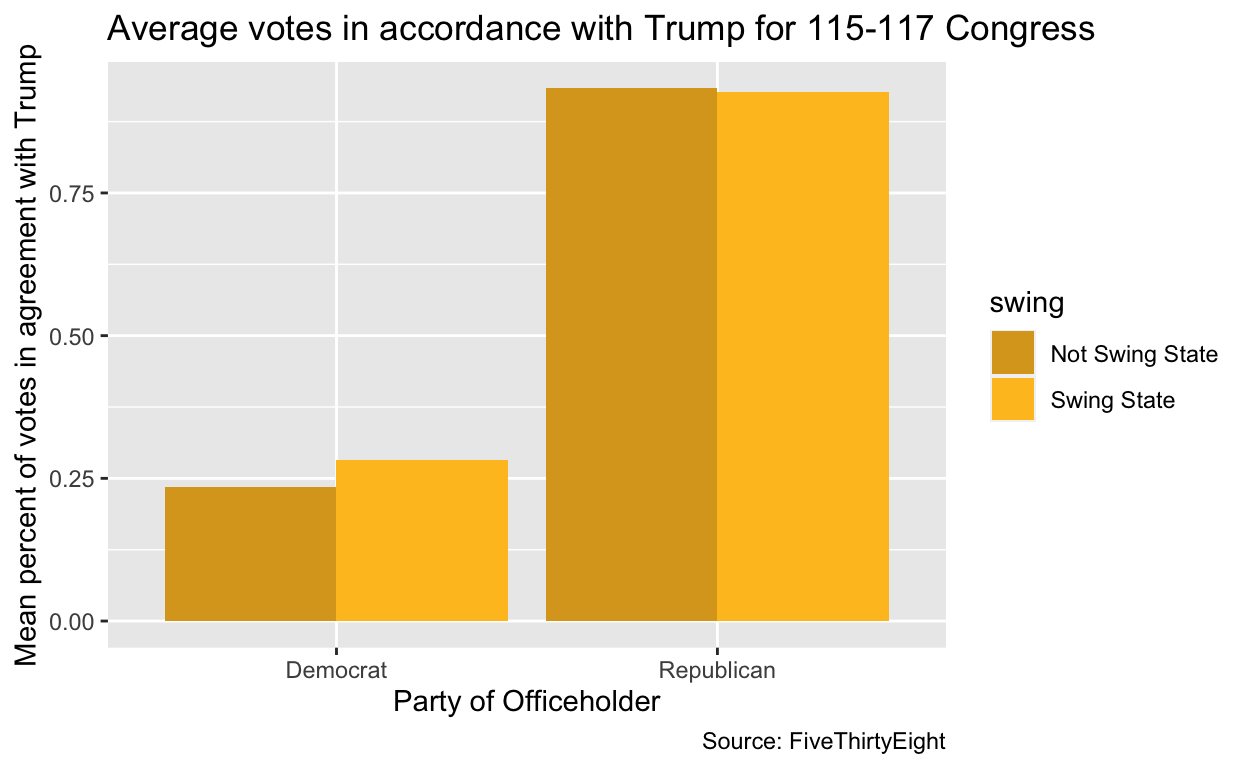 Average votes in accordance with Trump for 115-117 Congress
Mean percent of votes in agreement with Trump
0.75
0.50
0.25
0.00
Democrat
Republican
Party of Officeholder
swing
Not Swing State
Swing State
Source: FiveThirtyEight